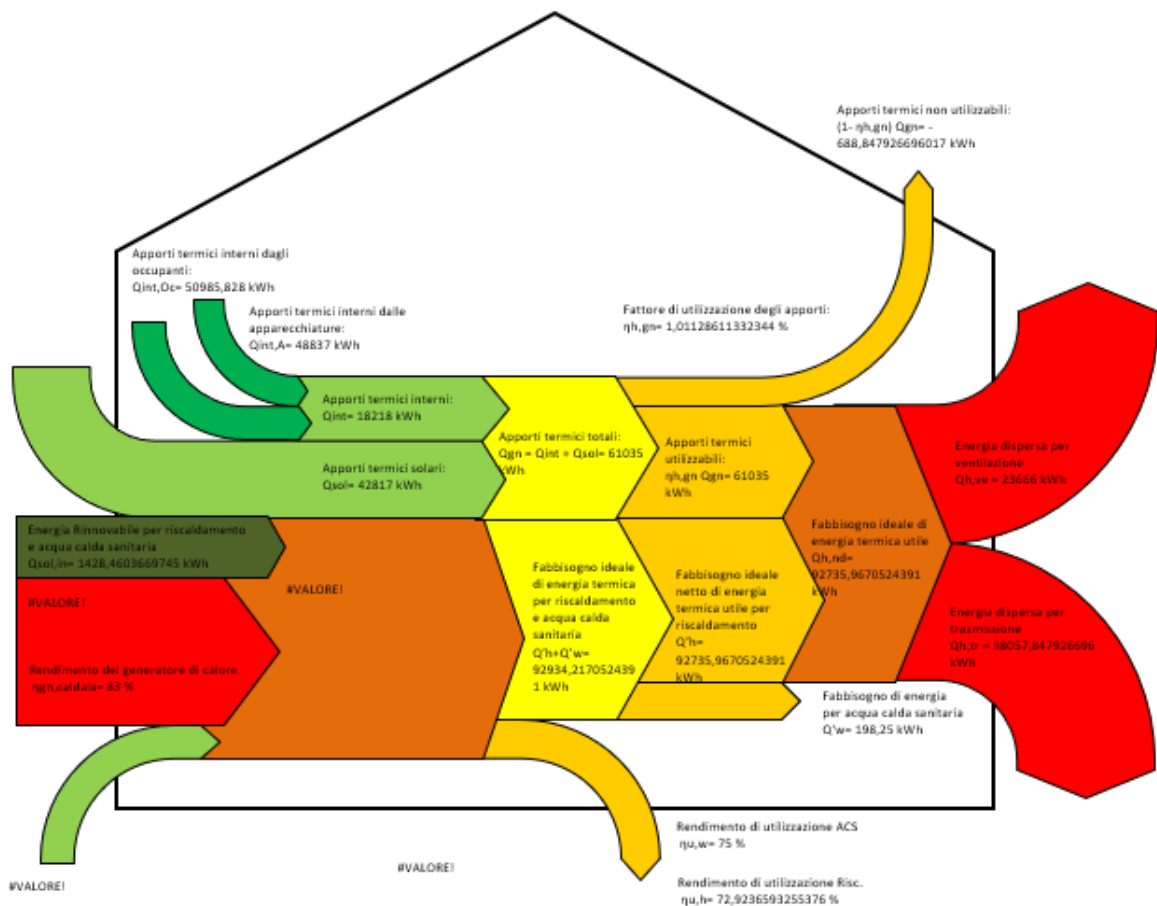 Apporti termici non utilizzabili:
(1- ηh,gn) Qgn= -
688,847926696017 kWh
Apporti termici interni dagli
occupanti:
Qint,Oc= 50985,828 kWh
Apporti termici interni dalle
apparecchiature:
Qint,A= 48837 kWh
Fattore di utilizzazione degli apporti:
ηh,gn= 1,01128611332344 %
Apporti termici interni:
Qint= 18218 kWh
Apporti termici solari:
Qsol= 42817 kWh
Apporti termici totali:
Qgn = Qint + Qsol= 61035
kWh
Apporti termici
utilizzabili:
ηh,gn Qgn= 61035
kWh
Energia dispersa per
ventilazione
Qh,ve = 23666 kWh
Energia Rinnovabile per riscaldamento
e acqua calda sanitaria
Qsol,in= 1428,4603669745 kWh
#VALORE!
Rendimento del generatore di calore
ηgn,caldaia= 83 %
#VALORE!
Fabbisogno ideale
di energia termica
per riscaldamento
e acqua calda
sanitaria
Q'h+Q'w=
92934,217052439
1 kWh
Fabbisogno ideale
netto di energia
termica utile per
riscaldamento
Q'h=
92735,9670524391
kWh
Fabbisogno ideale di
energia termica utile
Qh,nd=
92735,9670524391
kWh
Energia dispersa per
trasmissione
Qh,tr = 38057,847926696
kWh
Fabbisogno di energia
per acqua calda sanitaria
Q'w= 198,25 kWh
Rendimento di utilizzazione ACS
ηu,w= 75 %
Rendimento di utilizzazione Risc.
ηu,h= 72,9236593255376 %
#VALORE!
#VALORE!